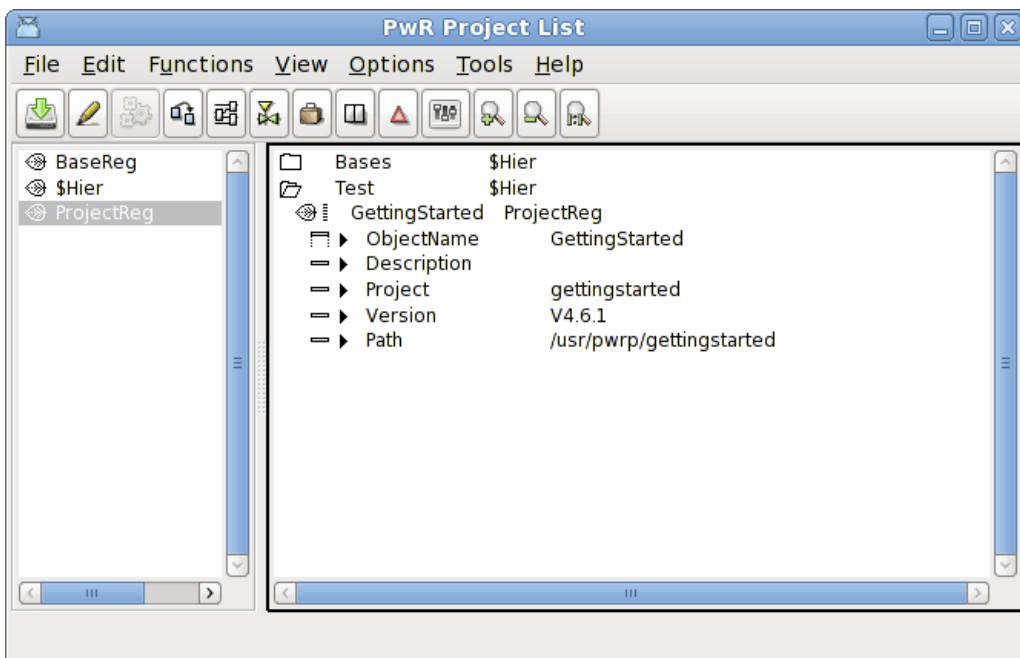 PwR Project List
File Edit Functions View Options Tools Help
BaseReg
$Hier
ProjectReg
Bases $Hier
Test $Hier
GettingStarted ProjectReg
ObjectName GettingStarted
Description
Project gettingstarted
Version V4.6.1
Path /usr/pwrp/gettingstarted